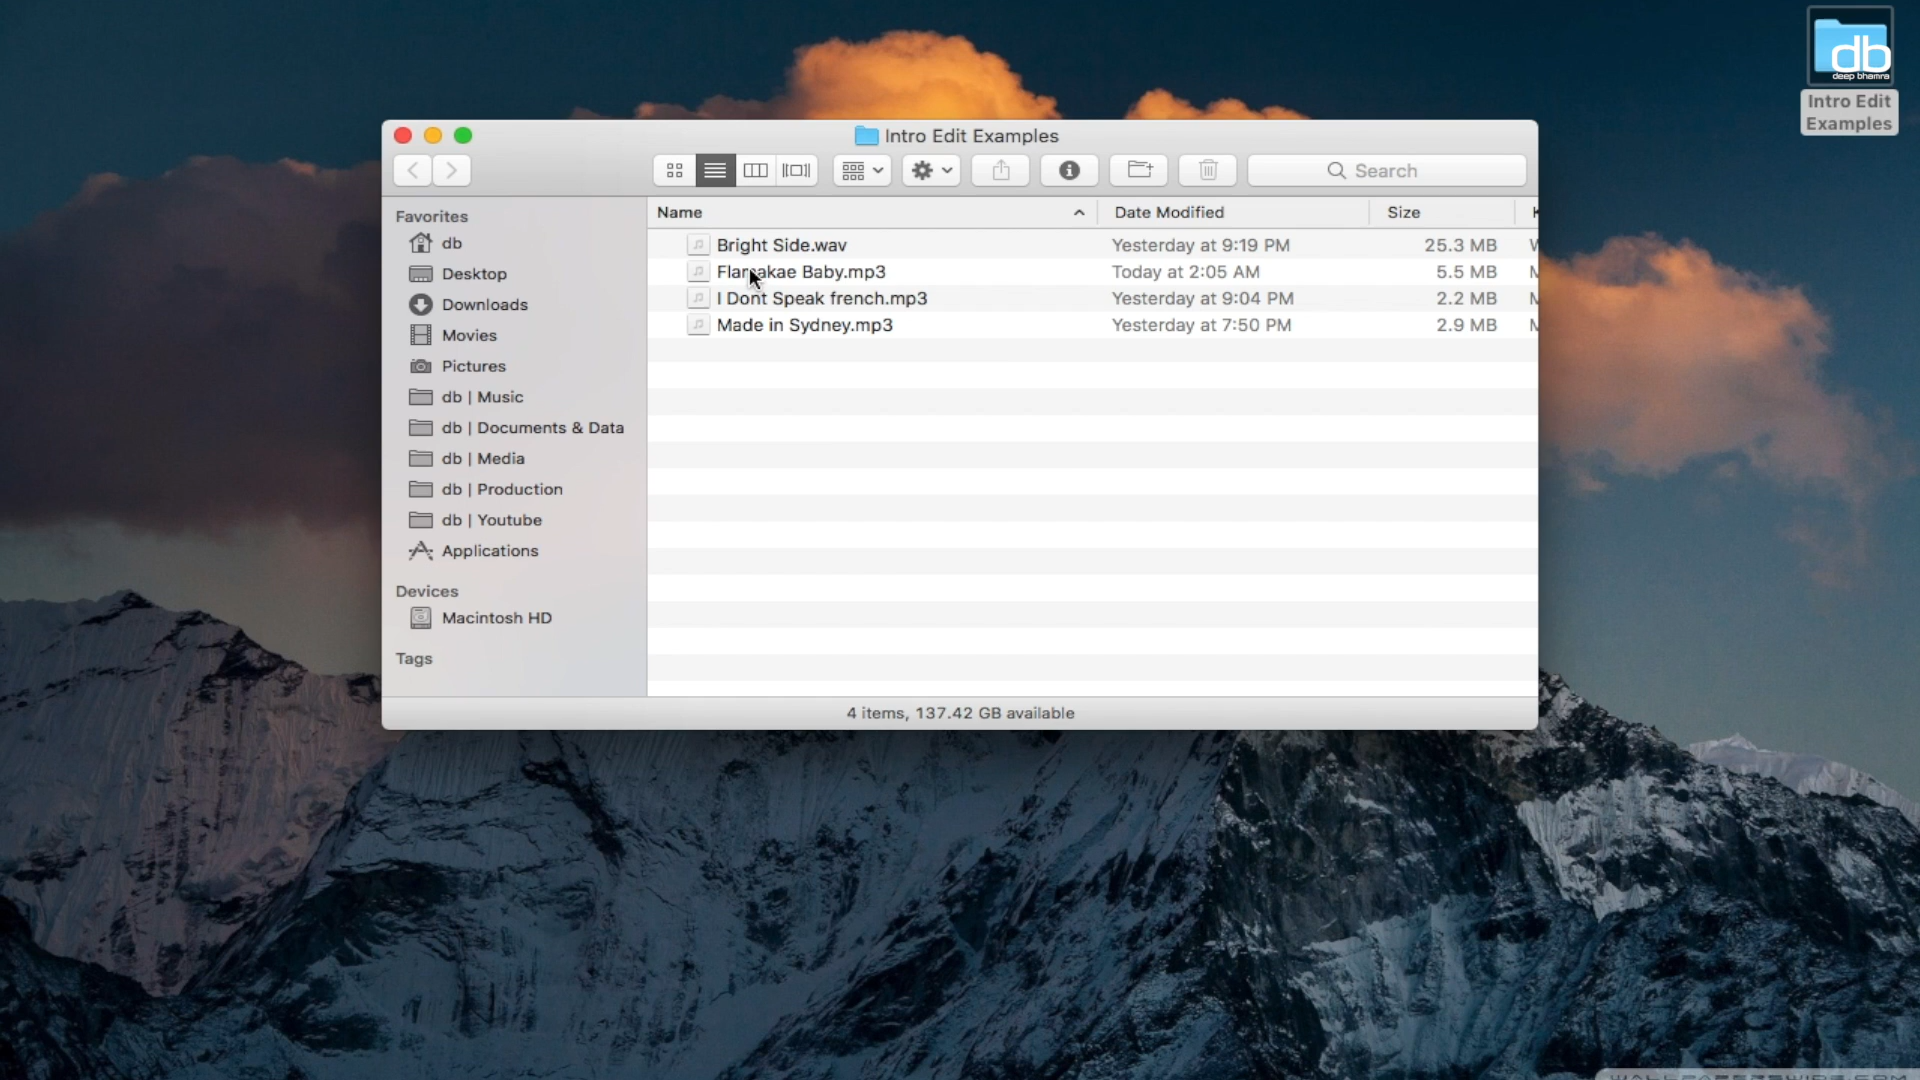 db
deep bhamra
Intro Edit
Examples
Intro Edit Examples
Search
Favorites
db
Desktop
Downloads
Movies
Pictures
db | Music
db | Documents & Data
db | Media
db | Production
db | Youtube
Applications
Devices
Macintosh HD
Tags
Name Date Modified Size
Bright Side.wav Yesterday at 9:19 PM 25.3 MB
Baby.mp3 Today at 2:05 AM 5.5 MB
I Dont Speak french.mp3 Yesterday at 9:04 PM 2.2 MB
Made in Sydney.mp3 Yesterday at 7:50 PM 2.9 MB
4 items, 137.42 GB available